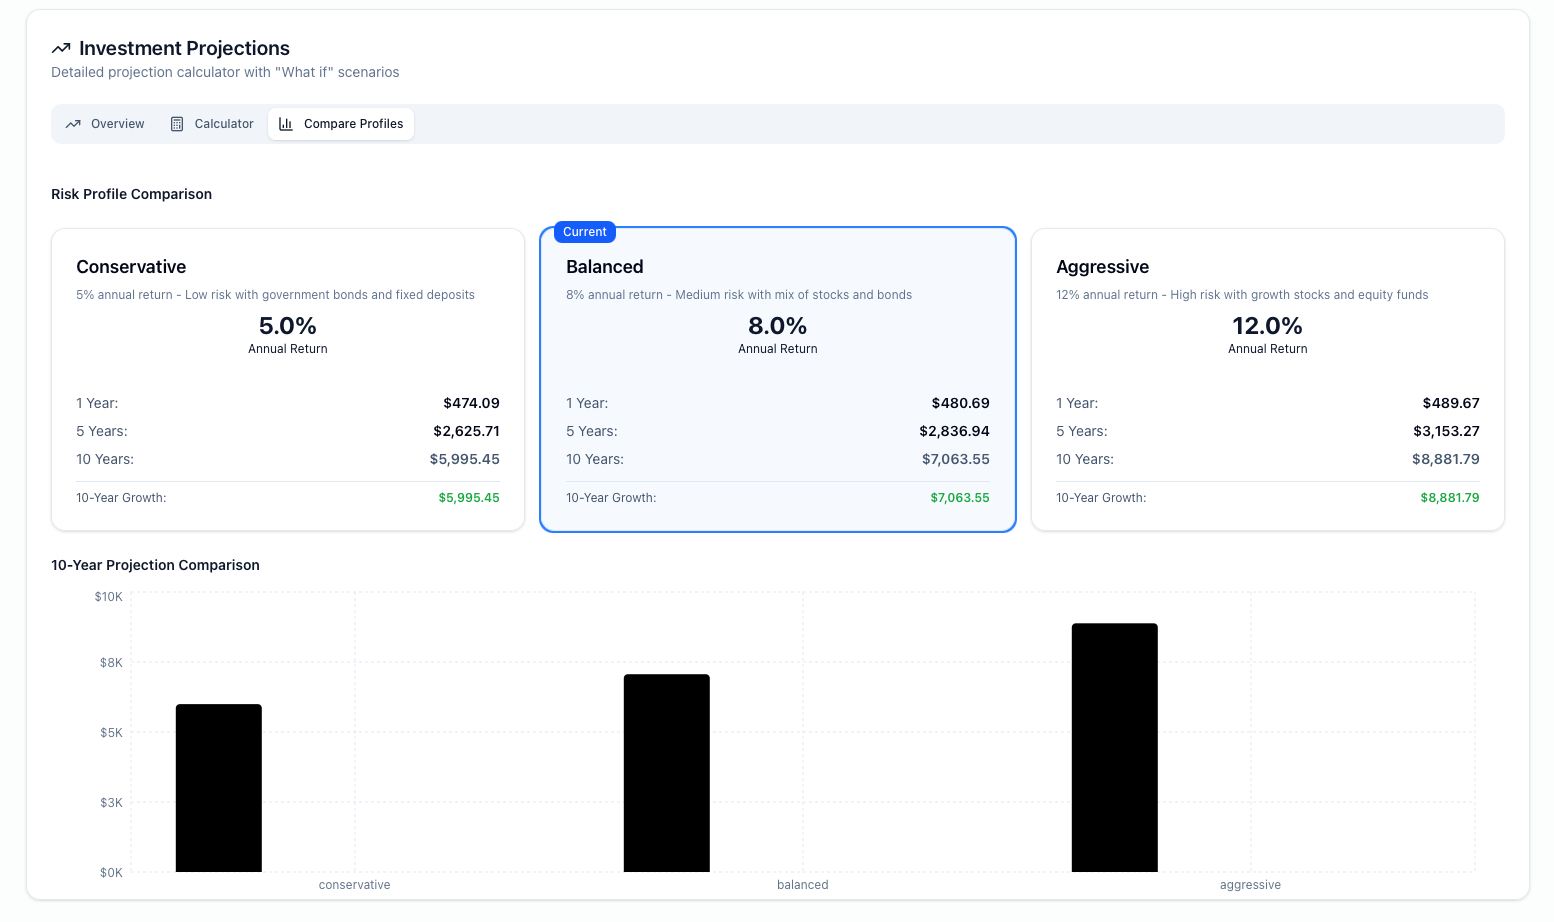 Investment Projections
Detailed projection calculator with "What if" scenarios
Overview
Calculator
Compare Profiles
Risk Profile Comparison
Conservative
5% annual return - Low risk with government bonds and fixed deposits
5.0%
Annual Return
1 Year: $474.09
5 Years: $2,625.71
10 Years: $5,995.45
10-Year Growth: $5,995.45
Current
Balanced
8% annual return - Medium risk with mix of stocks and bonds
8.0%
Annual Return
1 Year: $480.69
5 Years: $2,836.94
10 Years: $7,063.55
10-Year Growth: $7,063.55
Aggressive
12% annual return - High risk with growth stocks and equity funds
12.0%
Annual Return
1 Year: $489.67
5 Years: $3,153.27
10 Years: $8,881.79
10-Year Growth: $8,881.79
10-Year Projection Comparison
$10K
$8K
$5K
$3K
$0K
conservative
balanced
aggressive